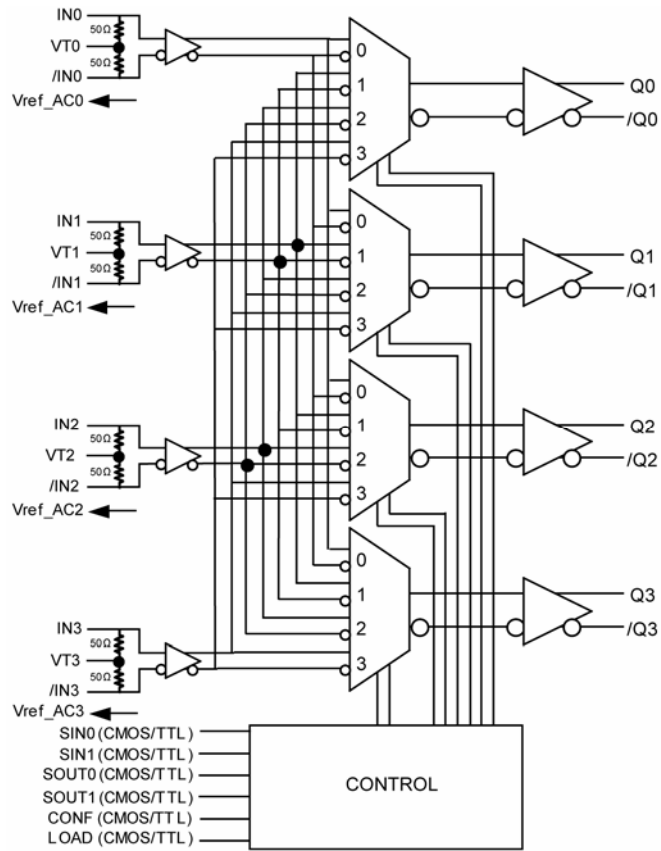 IN0
50Ω
VT0
50Ω
/IN0
Vref_AC0
0
1
2
3
Q0
/Q0
IN1
50Ω
VT1
50Ω
/IN1
Vref_AC1
0
1
2
3
Q1
/Q1
IN2
50Ω
VT2
50Ω
/IN2
Vref_AC2
0
1
2
3
Q2
/Q2
IN3
50Ω
VT3
50Ω
/IN3
Vref_AC3
0
1
2
3
Q3
/Q3
SIN0 (CMOS/TTL)
SIN1 (CMOS/TTL)
SOUT0 (CMOS/TTL)
SOUT1 (CMOS/TTL)
CONF (CMOS/TTL)
LOAD (CMOS/TTL)
CONTROL